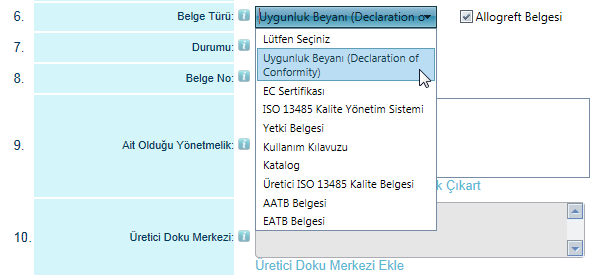 6. Belge Türü: Uygunluk Beyanı (Declaration o Allogreft Belgesi
Lütfen Seçiniz
7. Durumu:
Uygunluk Beyanı (Declaration of
Conformity)
8. Belge No:
EC Sertifikası
ISO 13485 Kalite Yönetim Sistemi
Yetki Belgesi
9. Ait Olduğu Yönetmelik:
Kullanım Kılavuzu
Katalog
Üretici ISO 13485 Kalite Belgesi
k Çıkart
AATB Belgesi
EATB Belgesi
10. Üretici Doku Merkezi:
Üretici Doku Merkezi Ekle